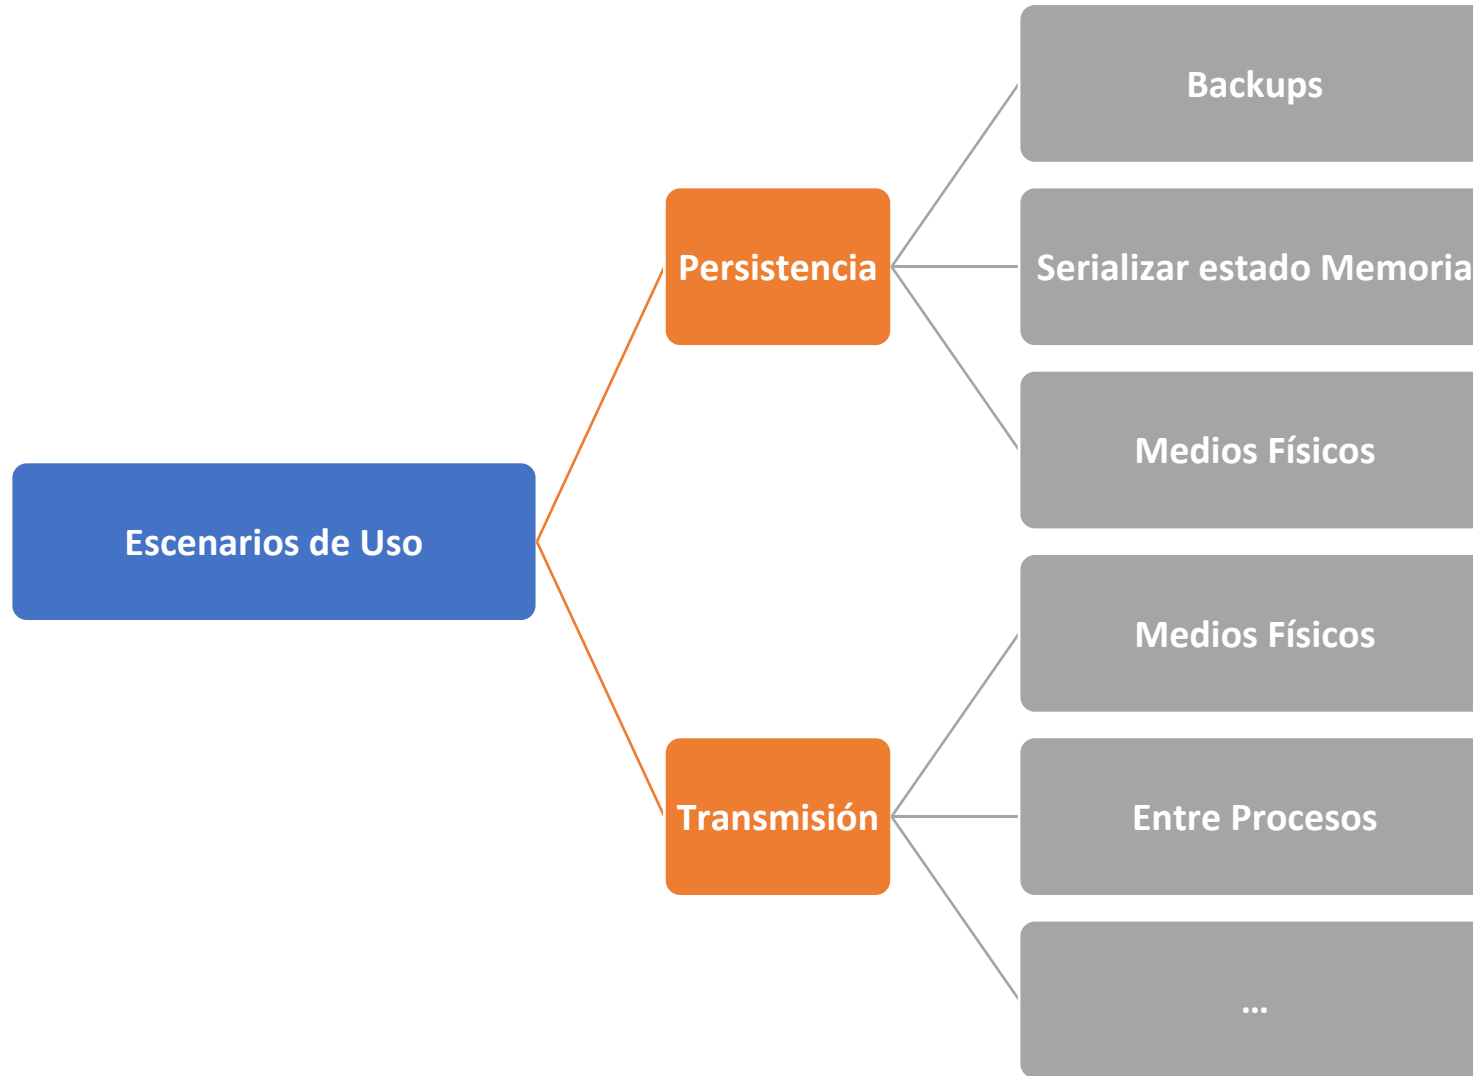 Backups
Persistencia
Serializar estado Memoria
Medios Físicos
Escenarios de Uso
Medios Físicos
Transmisión
Entre Procesos
...